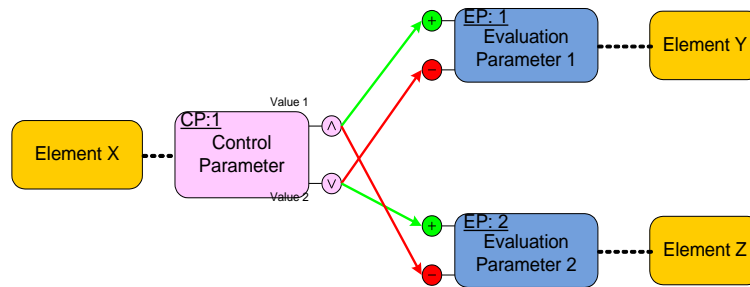 EP: 1
Evaluation
Parameter 1
Element Y
Value 1
CP:1
Control
Parameter
Element X
Value 2
EP: 2
Evaluation
Parameter 2
Element Z
+
−
∧
∨
+
−